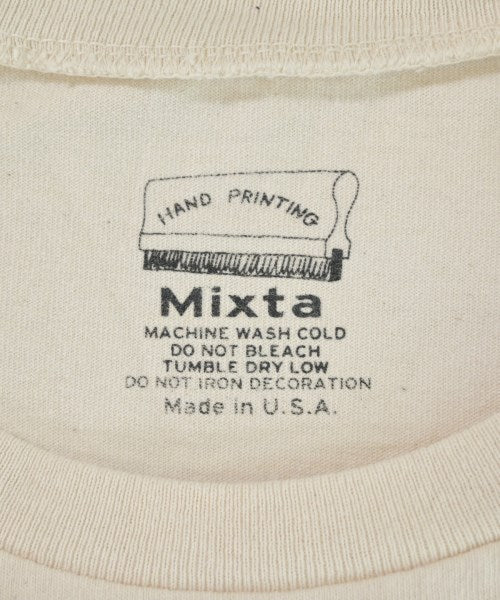 HAND PRINTING
Mixta
MACHINE WASH COLD
DO NOT BLEACH
TUMBLE DRY LOW
DO NOT IRON DECORATION
Made in U.S.A.